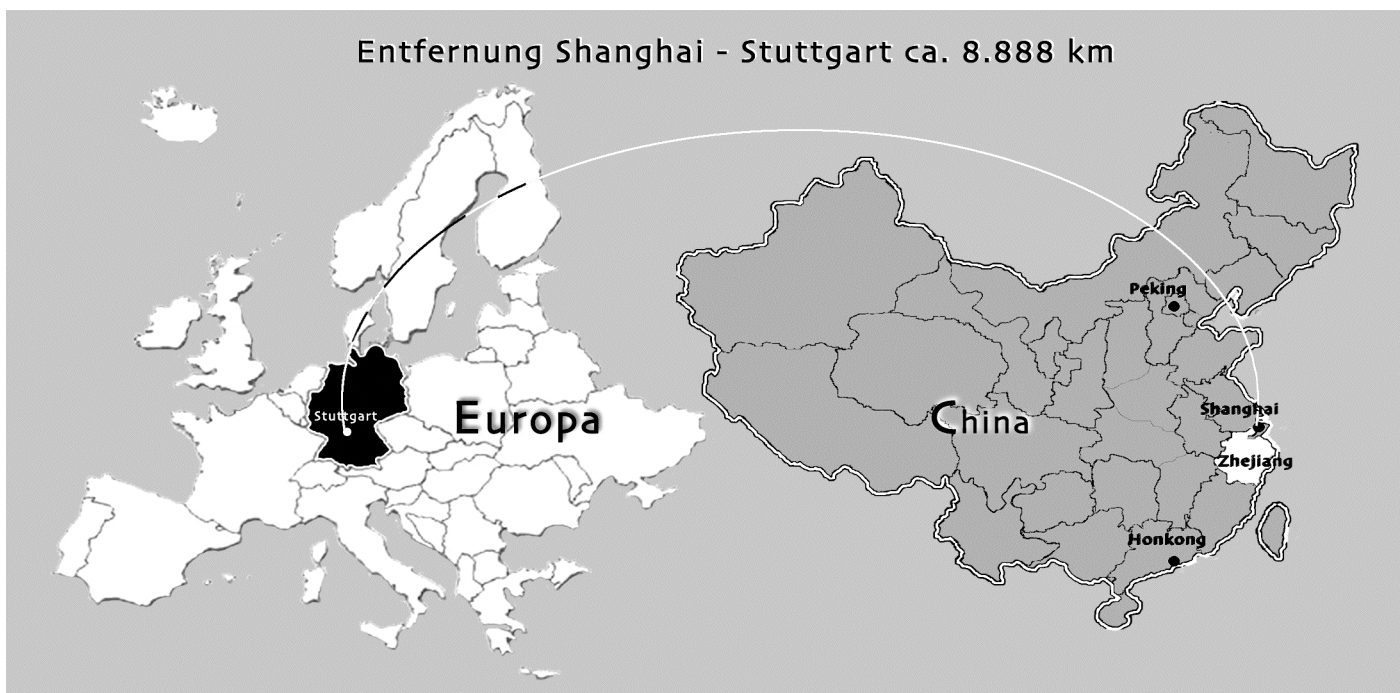 Entfernung Shanghai - Stuttgart ca. 8.888 km
Peking
Stuttgart
Europa
China
Shanghai
Zhejiang
Honkong